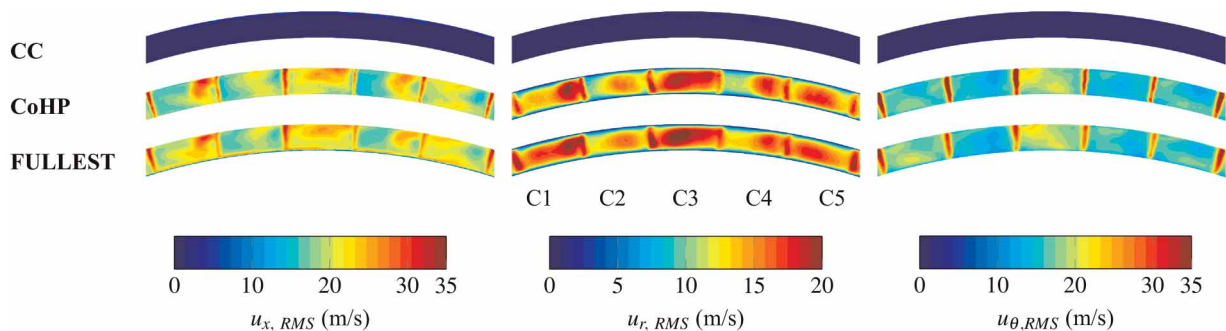 CC
CoHP
FULLEST
C1 C2 C3 C4 C5
0 10 20 30 35
0 5 10 15 20
0 10 20 30 35
u_{x, RMS} (m/s)
u_{r, RMS} (m/s)
u_{θ,RMS} (m/s)